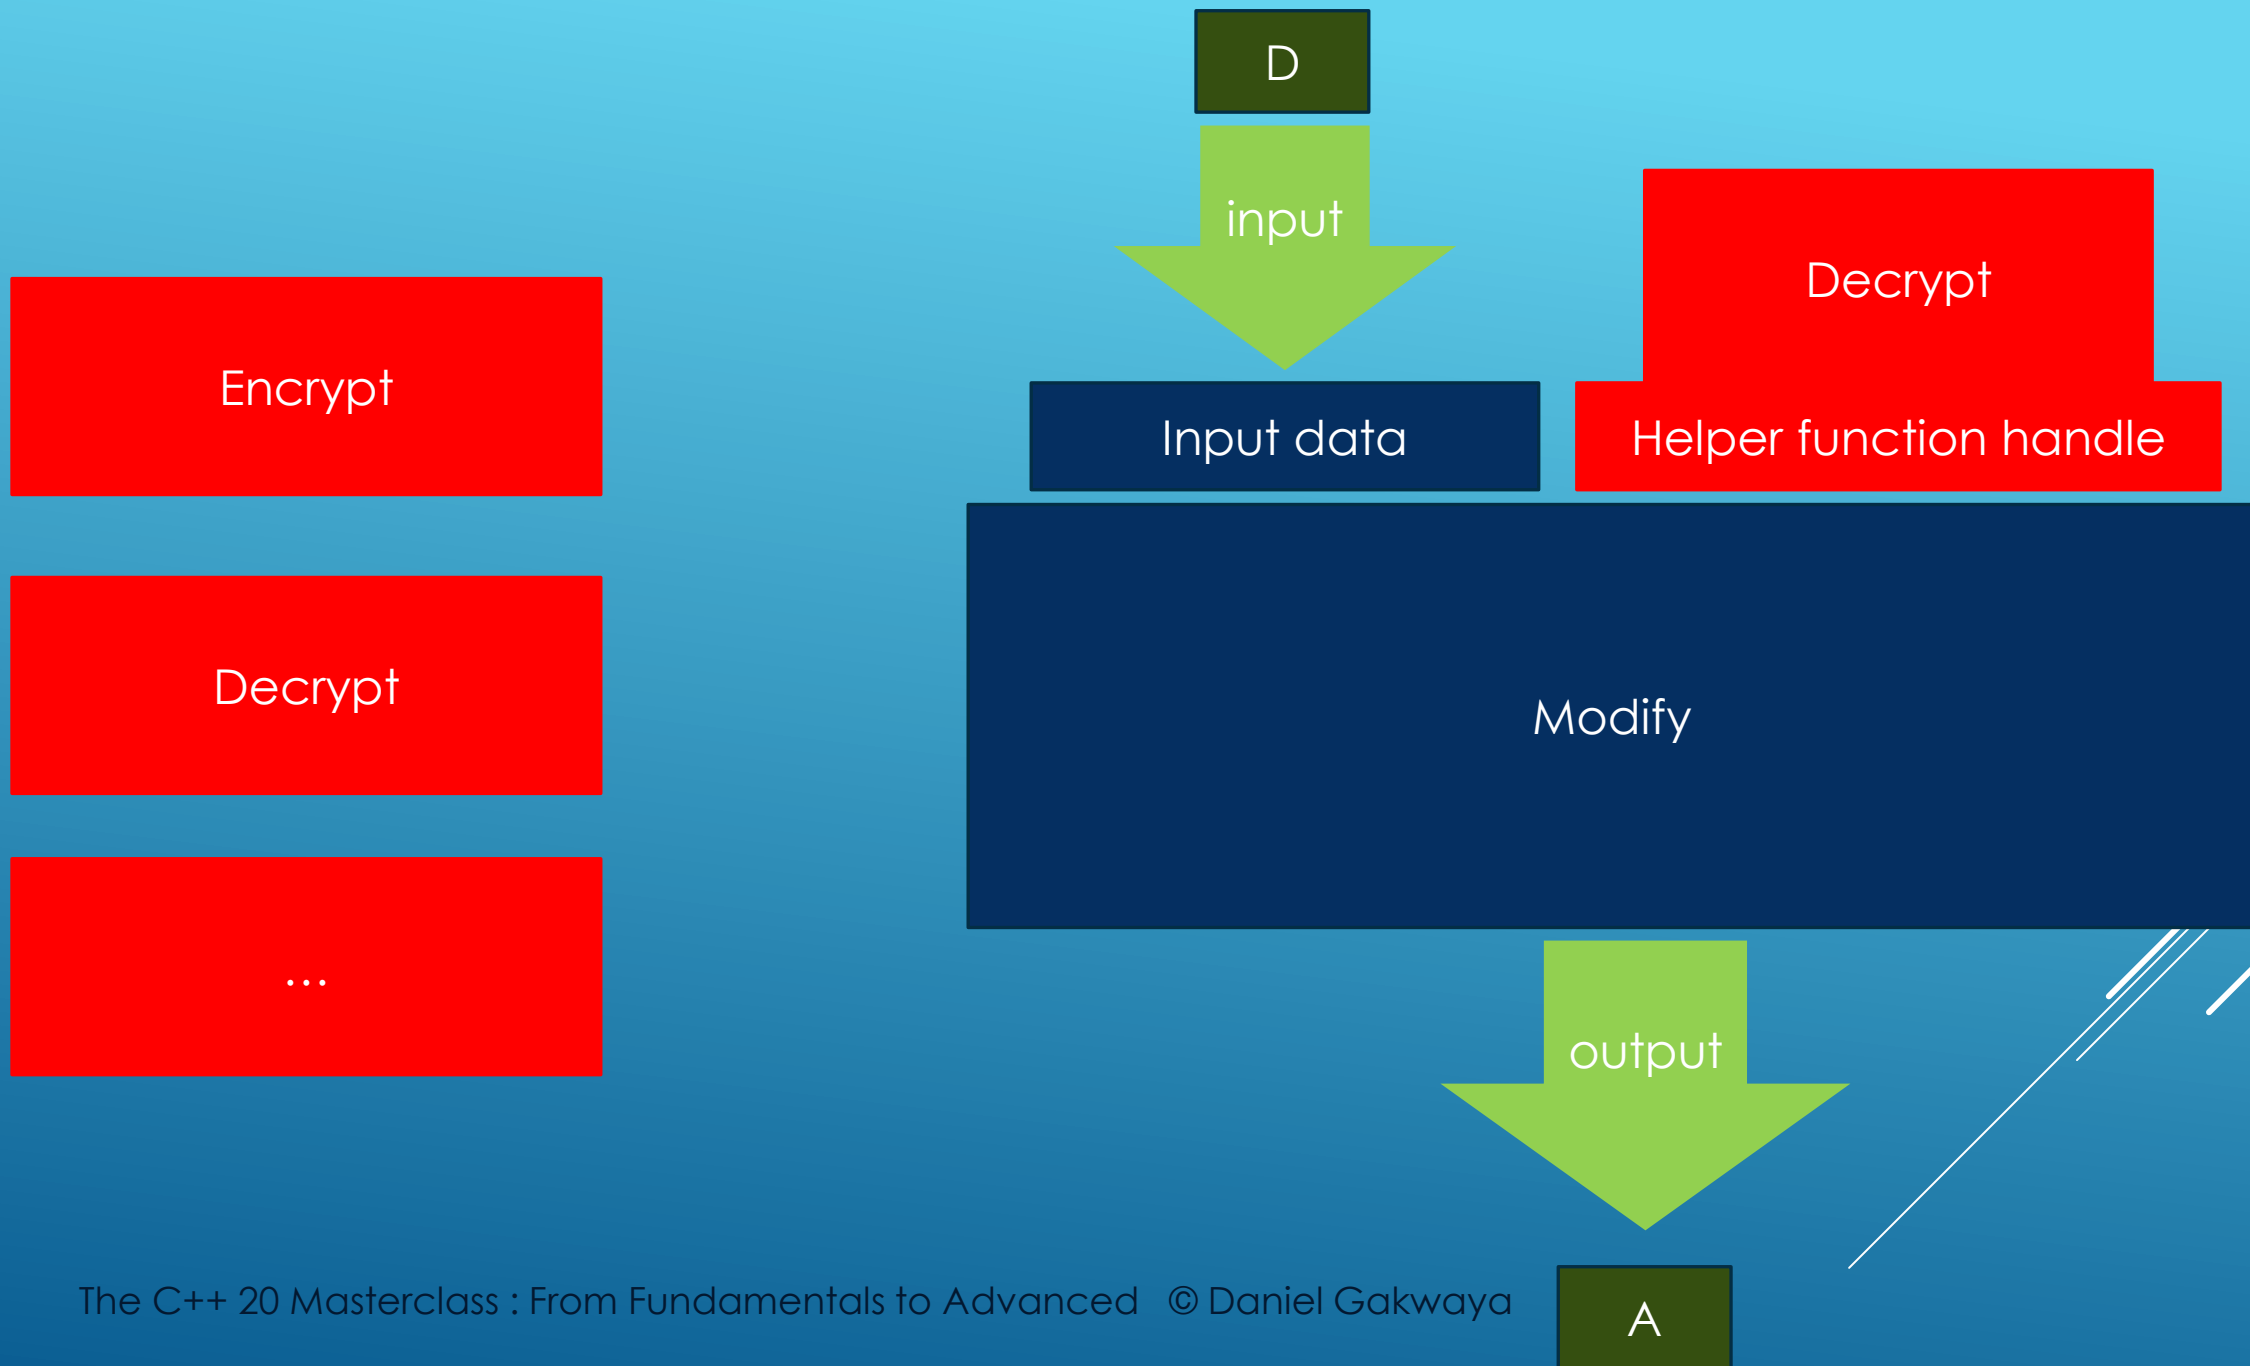 D
input
Decrypt
Encrypt
Input data
Helper function handle
Decrypt
Modify
…
output
The C++ 20 Masterclass : From Fundamentals to Advanced © Daniel Gakwaya
A